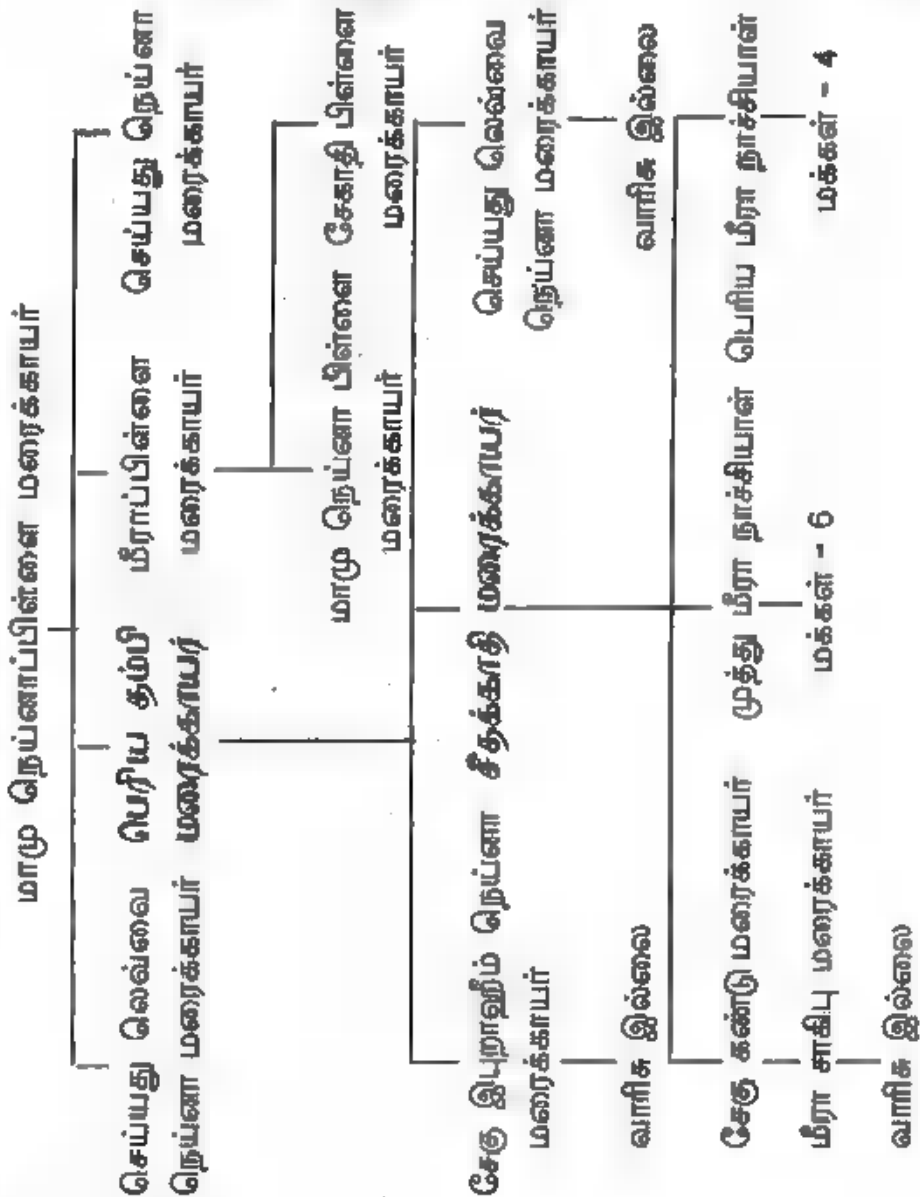 மாமு நெய்னாப்பிள்ளை மரைக்காயர்
செய்யது லெவ்வை
நெய்னா மரைக்காயர்
பெரிய தம்பி
மரைக்காயர்
மீராப்பிள்ளை
மரைக்காயர்
செய்யது நெய்னா
மரைக்காயர்
மாமு நெய்னா பிள்ளை
மரைக்காயர்
சேகாதி பிள்ளை
மரைக்காயர்
சேகு இபுறாஹீம் நெய்னா
மரைக்காயர்
வாரிசு இல்லை
சீதக்காதி மரைக்காயர்
செய்யது லெவ்வை
நெய்னா மரைக்காயர்
வாரிசு இல்லை
சேகு கண்டு மரைக்காயர்
மீரா சாகிபு மரைக்காயர்
வாரிசு இல்லை
முத்து மீரா நாச்சியாள்
மக்கள் - 6
பெரிய மீரா நாச்சியாள்
மக்கள் - 4